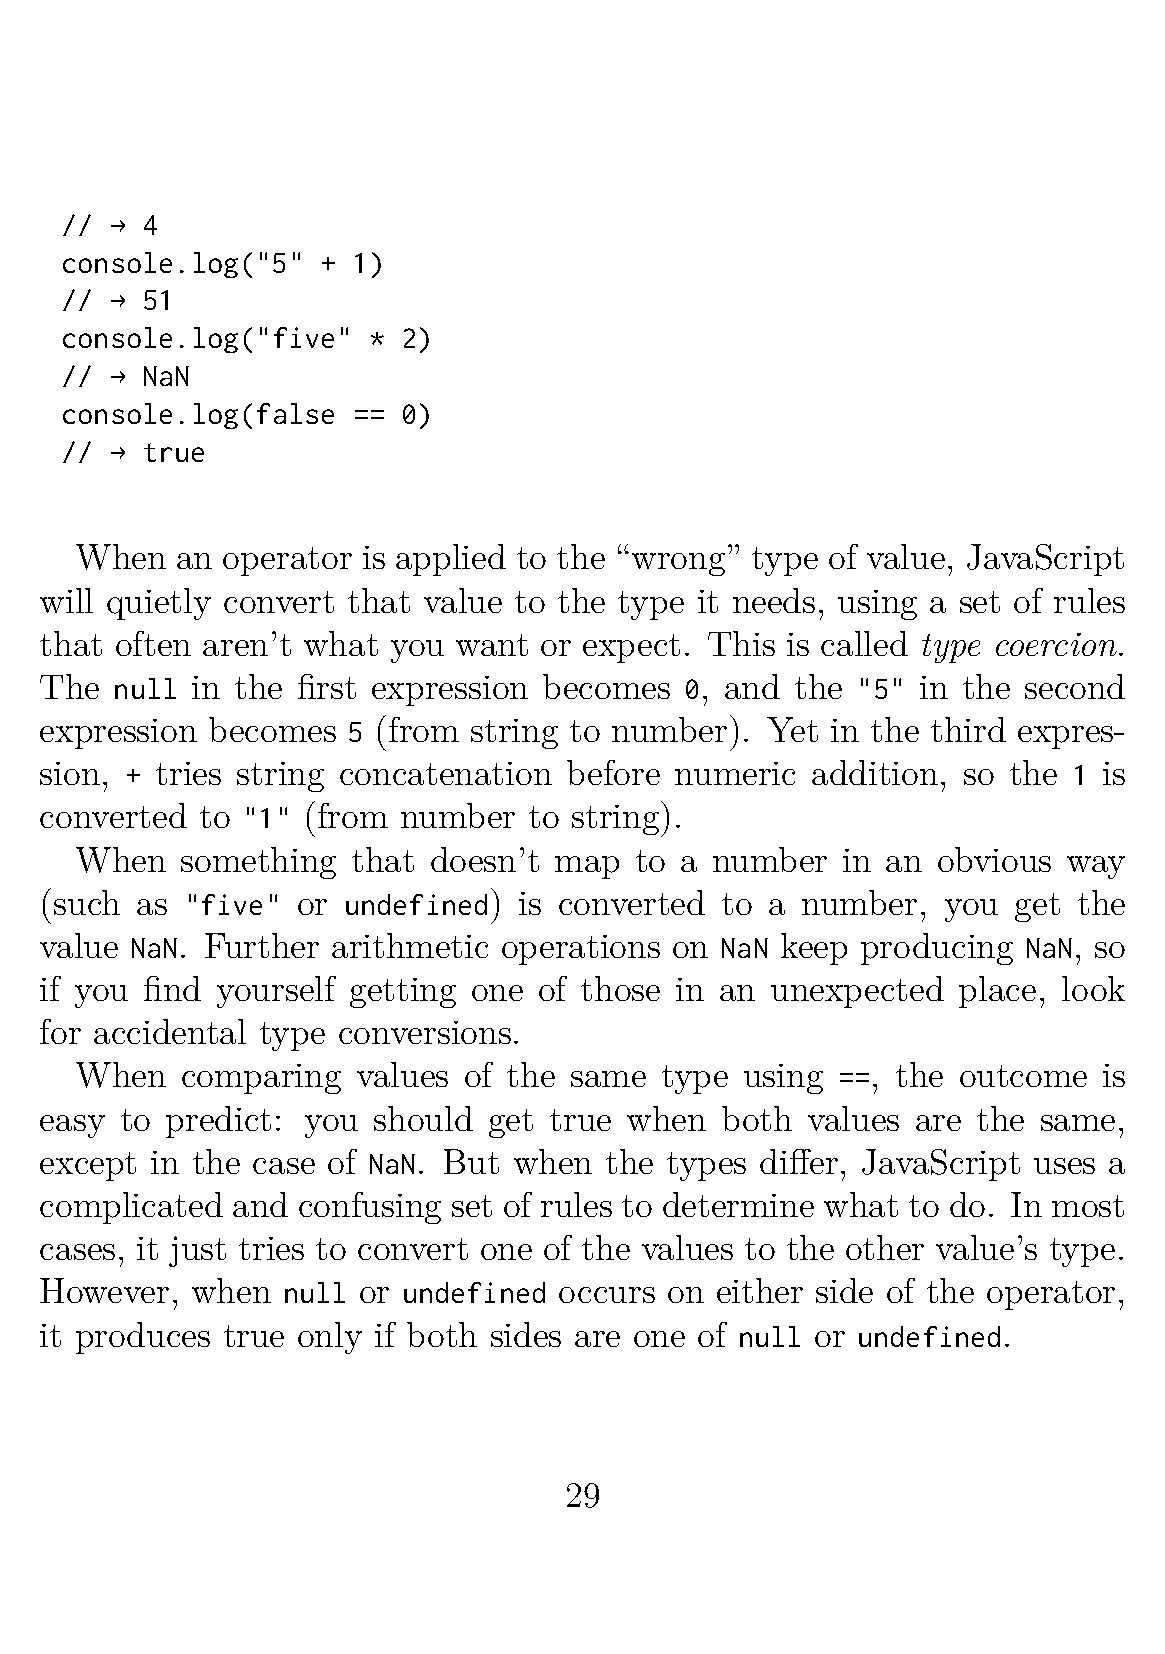 // → 4
console.log("5" + 1)
// → 51
console.log("five" * 2)
// → NaN
console.log(false == 0)
// → true
When an operator is applied to the “wrong” type of value, JavaScript
will quietly convert that value to the type it needs, using a set of rules
that often aren’t what you want or expect. This is called type coercion.
The null in the first expression becomes 0, and the "5" in the second
expression becomes 5 (from string to number). Yet in the third expres-
sion, + tries string concatenation before numeric addition, so the 1 is
converted to "1" (from number to string).
When something that doesn’t map to a number in an obvious way
(such as "five" or undefined) is converted to a number, you get the
value NaN. Further arithmetic operations on NaN keep producing NaN, so
if you find yourself getting one of those in an unexpected place, look
for accidental type conversions.
When comparing values of the same type using ==, the outcome is
easy to predict: you should get true when both values are the same,
except in the case of NaN. But when the types differ, JavaScript uses a
complicated and confusing set of rules to determine what to do. In most
cases, it just tries to convert one of the values to the other value’s type.
However, when null or undefined occurs on either side of the operator,
it produces true only if both sides are one of null or undefined.
29